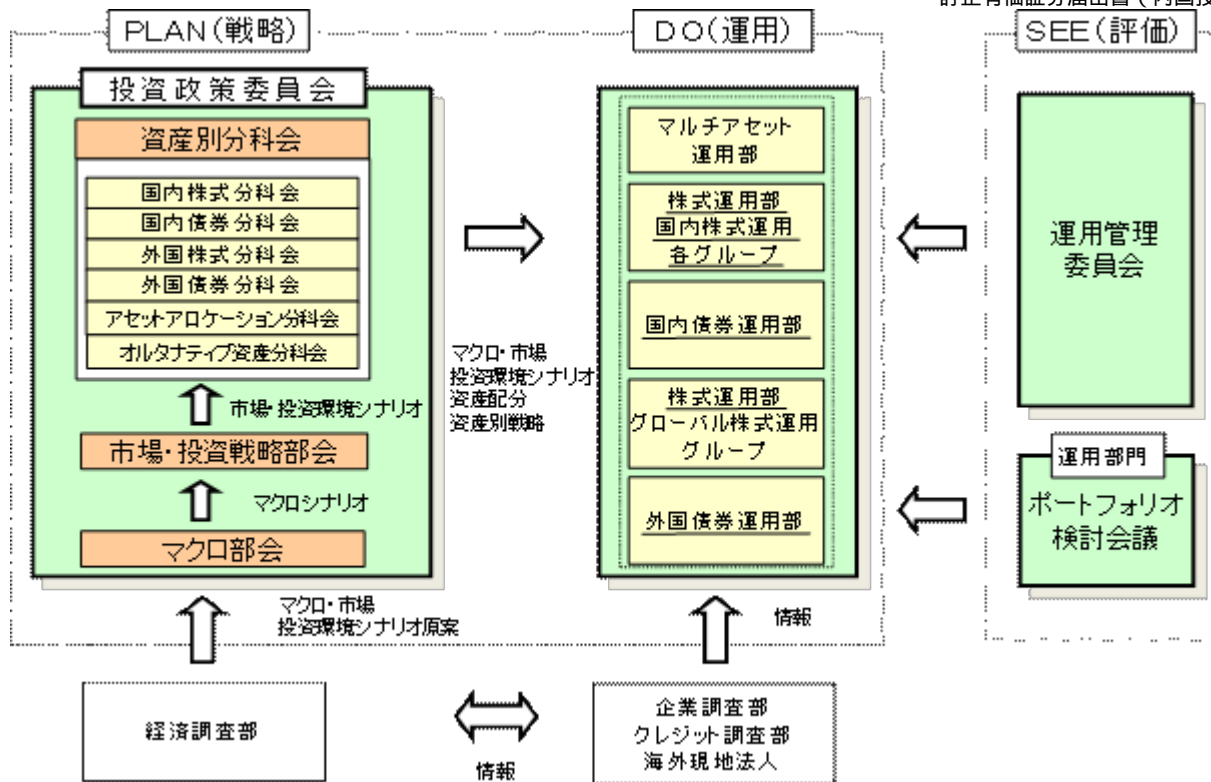 訂正有価証券届出書(内国投
PLAN(戦略)
投資政策委員会
資産別分科会
国内株式分科会
国内債券分科会
外国株式分科会
外国債券分科会
アセットアロケーション分科会
オルタナティブ資産分科会
市場・投資環境シナリオ
市場・投資戦略部会
マクロシナリオ
マクロ部会
マクロ・市場
投資環境シナリオ原案
経済調査部
マクロ・市場
投資環境シナリオ
資産配分
資産別戦略
DO(運用)
マルチアセット
運用部
株式運用部
国内株式運用
各グループ
国内債券運用部
株式運用部
グローバル株式運用
グループ
外国債券運用部
情報
情報
企業調査部
クレジット調査部
海外現地法人
SEE(評価)
運用管理
委員会
運用部門
ポートフォリオ
検討会議